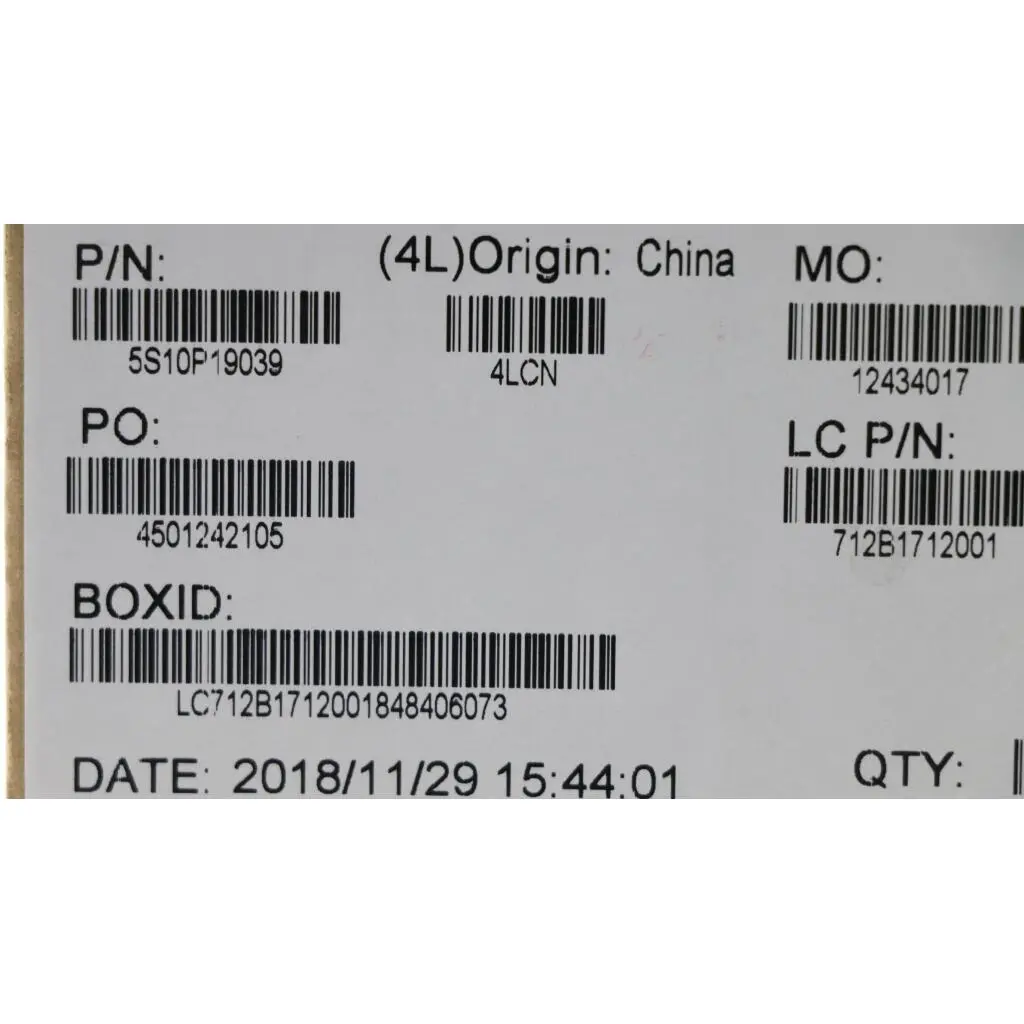 P/N: (4L)Origin: China MO:
5S10P19039 4LCN 12434017
PO: LC P/N:
4501242105 712B1712001
BOXID:
LC712B1712001848406073
DATE: 2018/11/29 15:44:01 QTY: